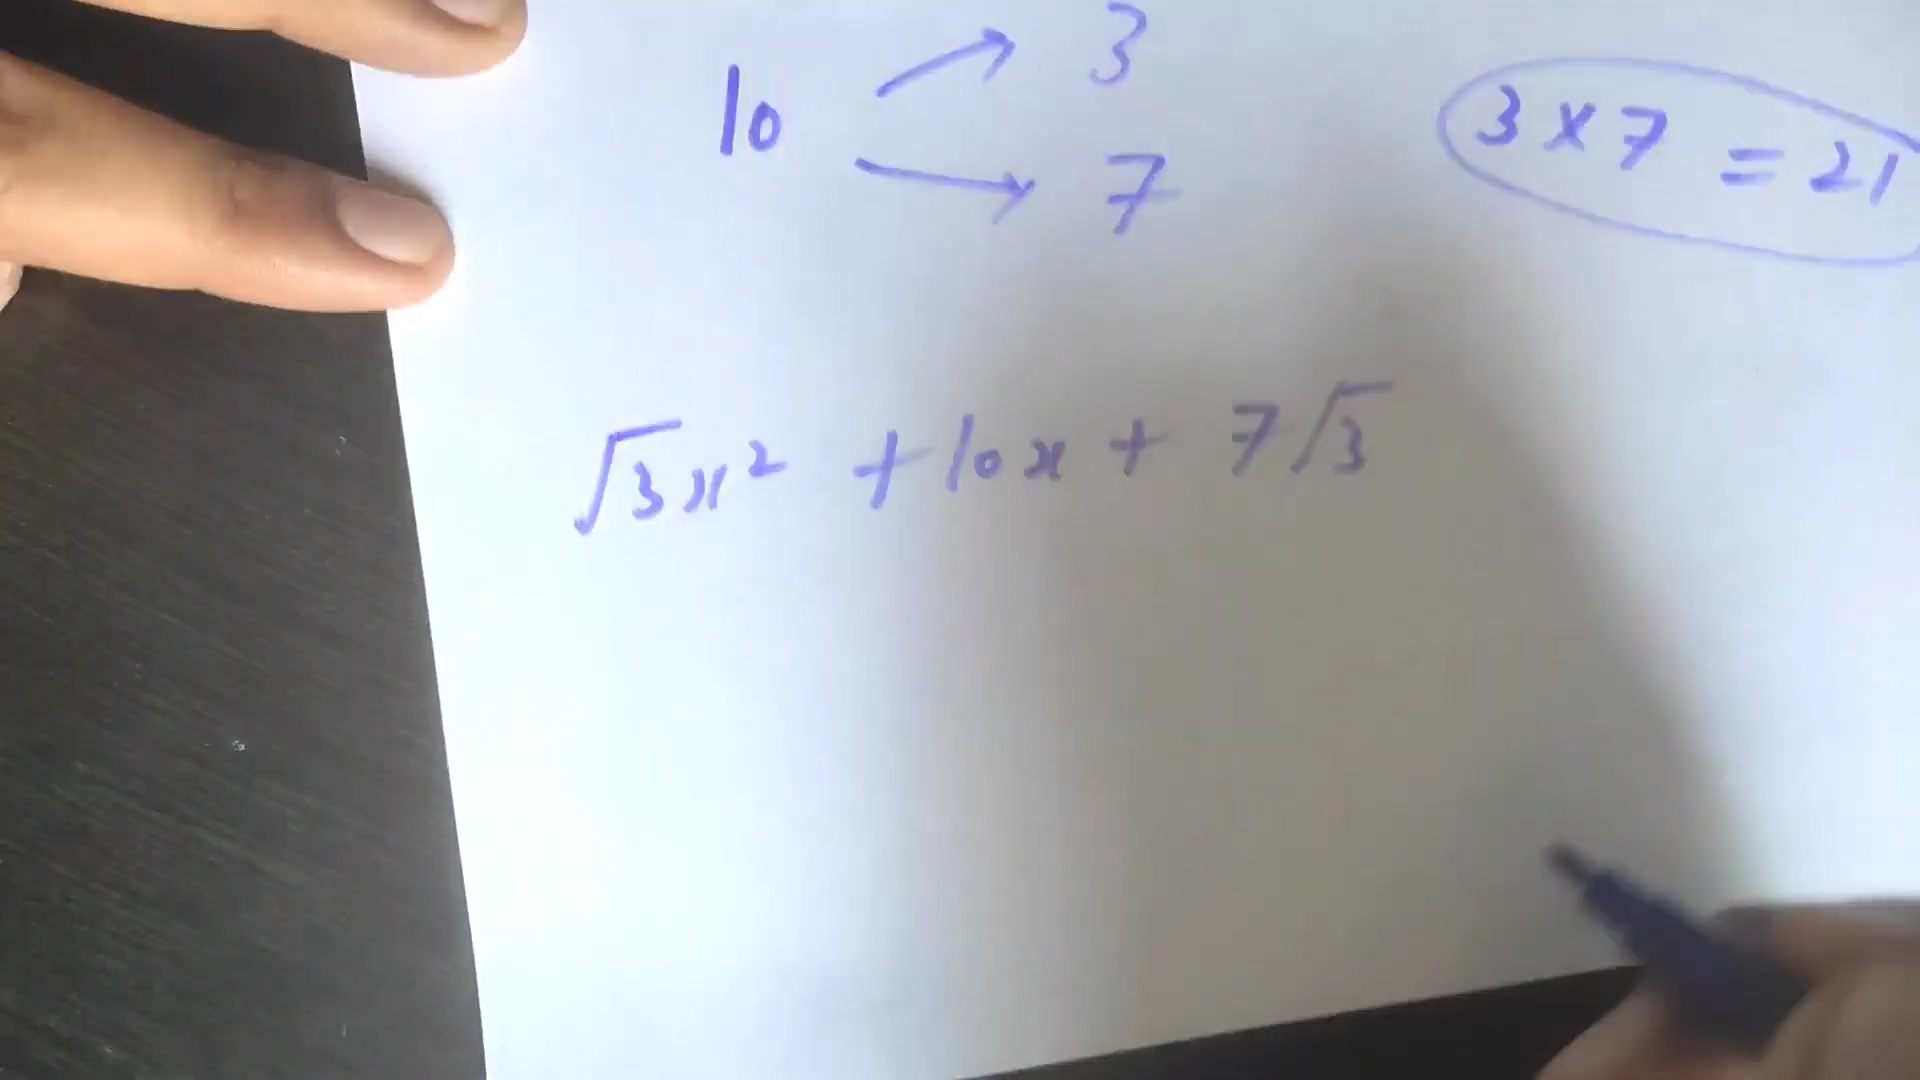 10 → 3
→ 7
3 × 7 = 21
√3x² + 10x + 7√3